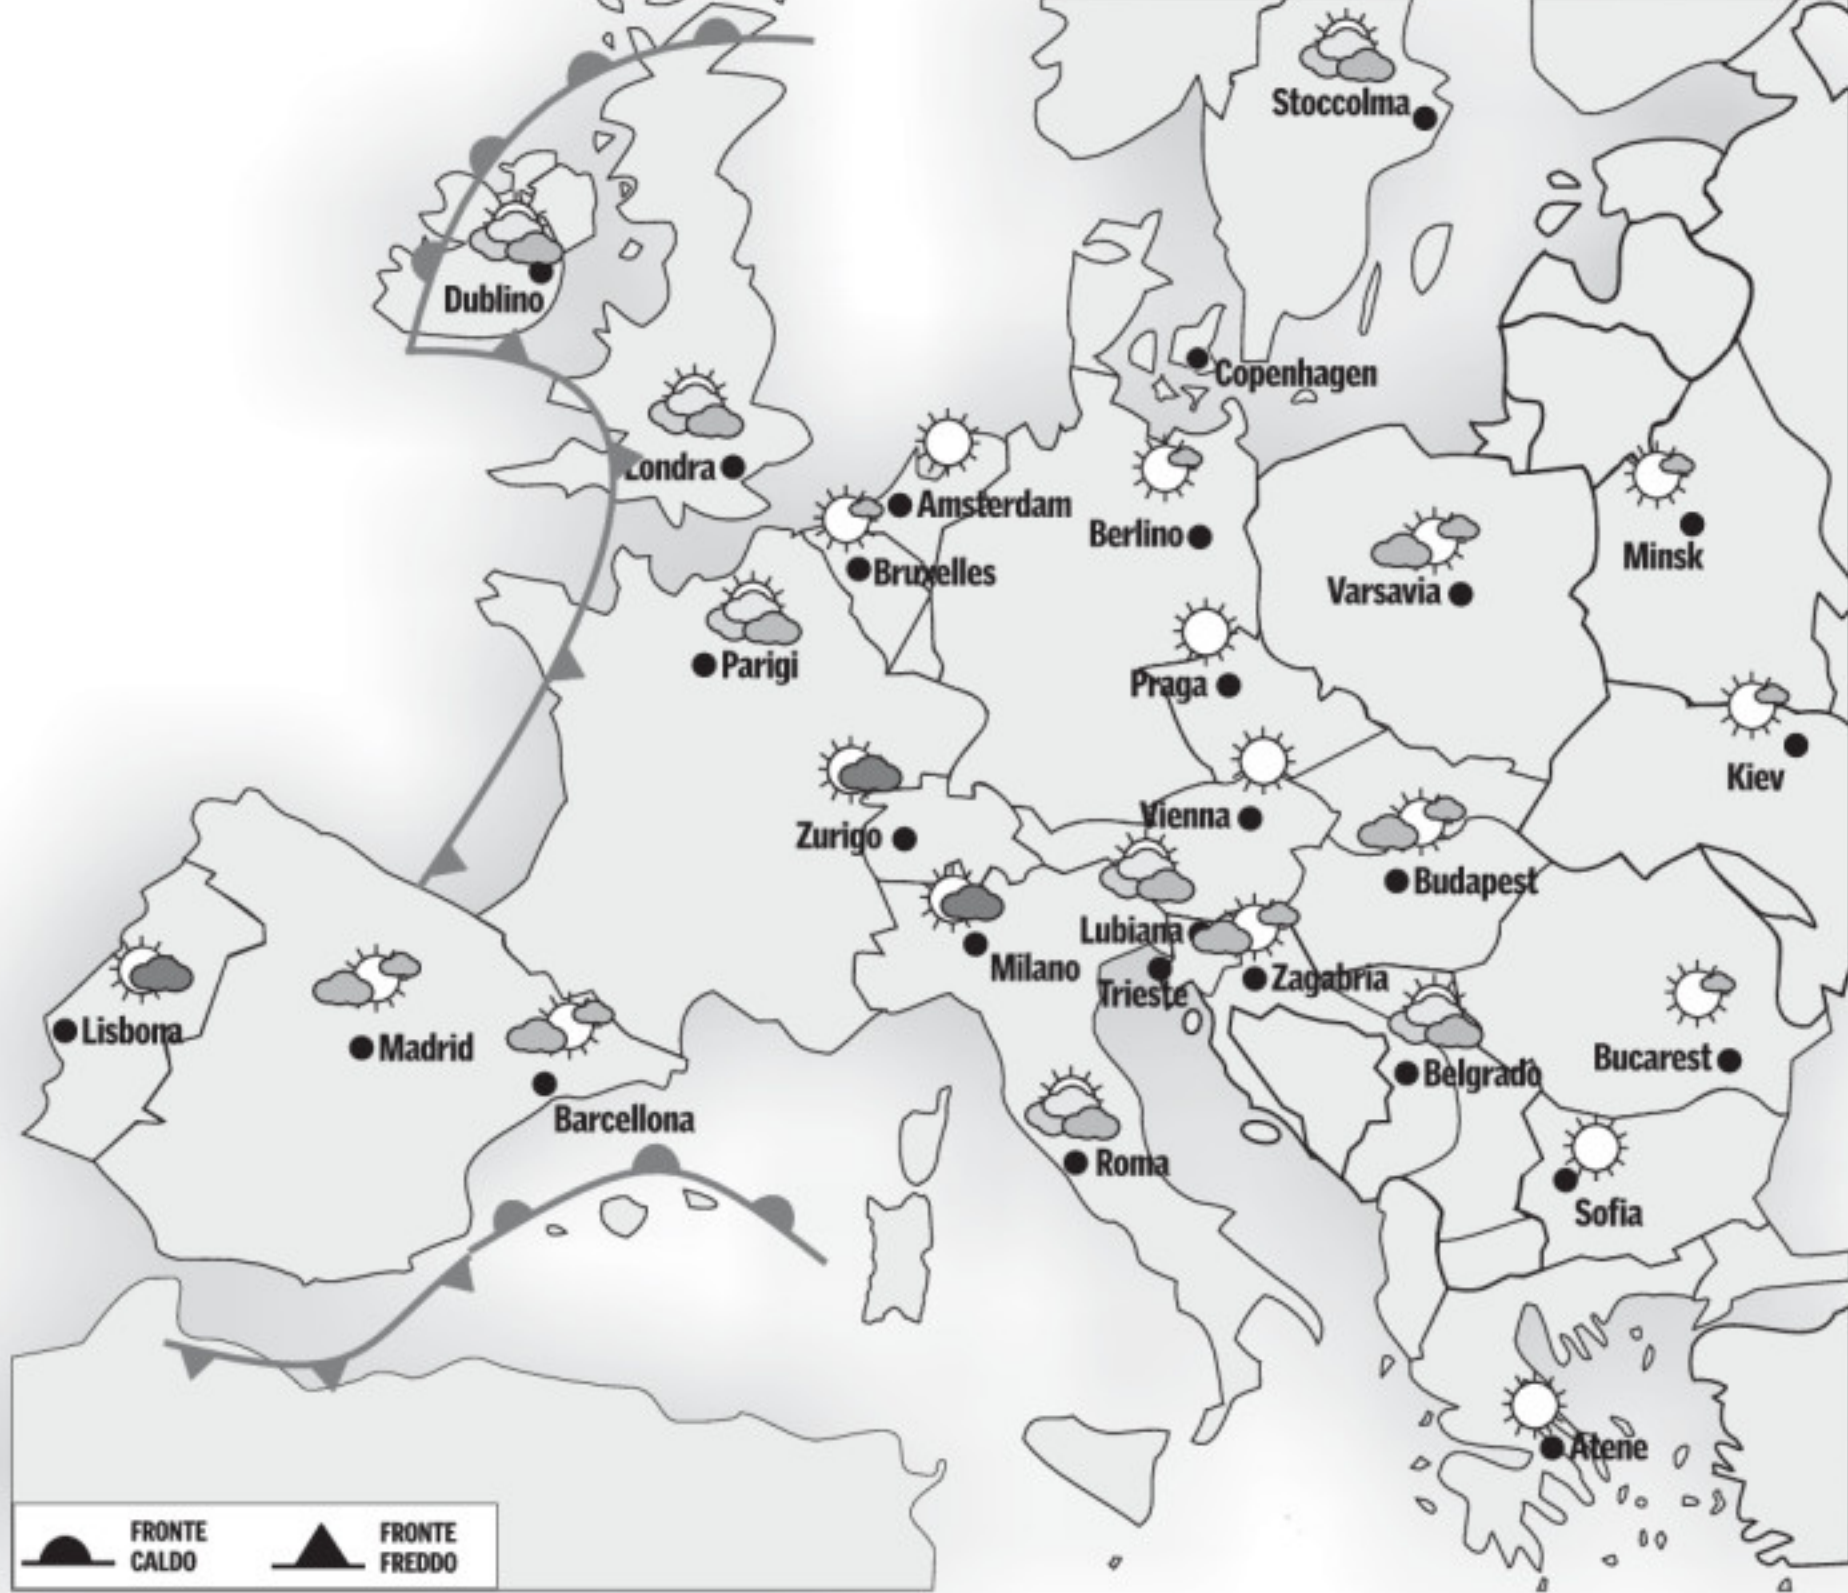 Stoccolma
Dublino
Copenhagen
Londra
Amsterdam
Berlino
Bruxelles
Minsk
Varsavia
Parigi
Praga
Kiev
Vienna
Zurigo
Budapest
Lubiana
Milano
Zagabria
Trieste
Lisbona
Madrid
Bucarest
Belgrado
Barcellona
Roma
Sofia
Atene
FRONTE
CALDO
FRONTE
FREDDO